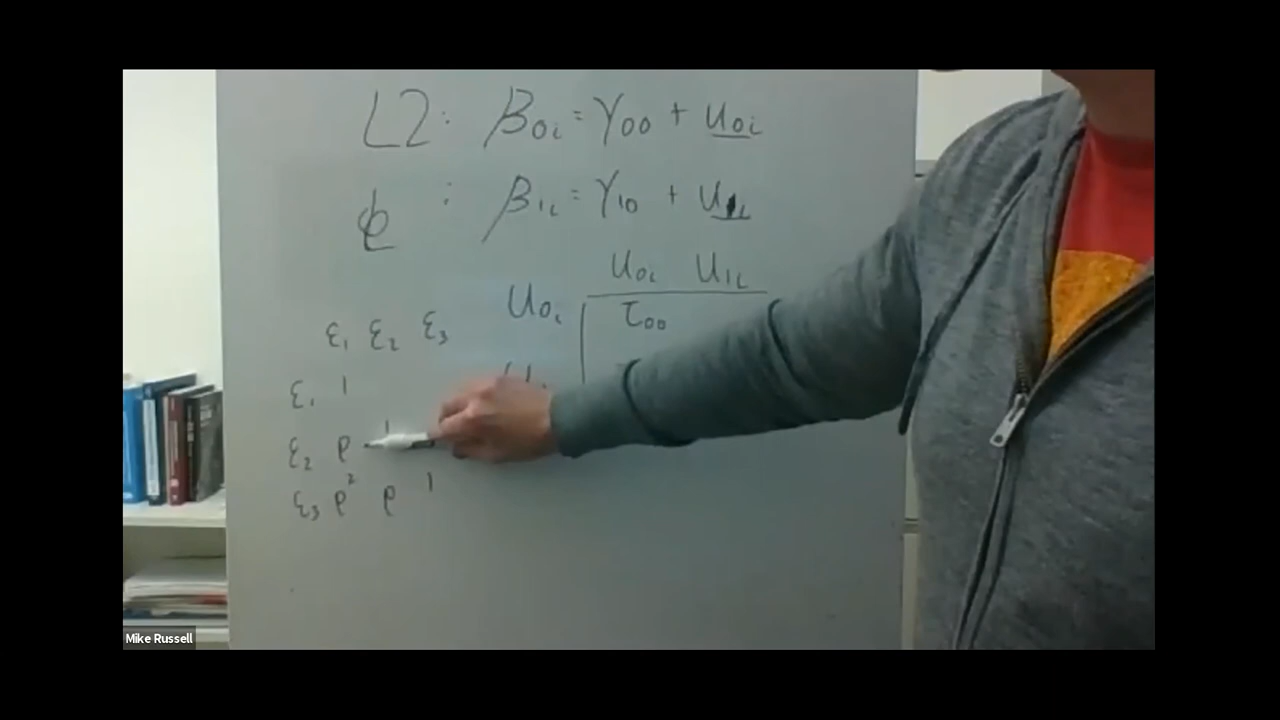 L2: β0i = γ00 + u0i
: β1i = γ10 + u1i
u0i u1i
u0i τ00
ε1 ε2 ε3
ε1 1
ε2 ρ 1
ε3 ρ² ρ 1
Mike Russell